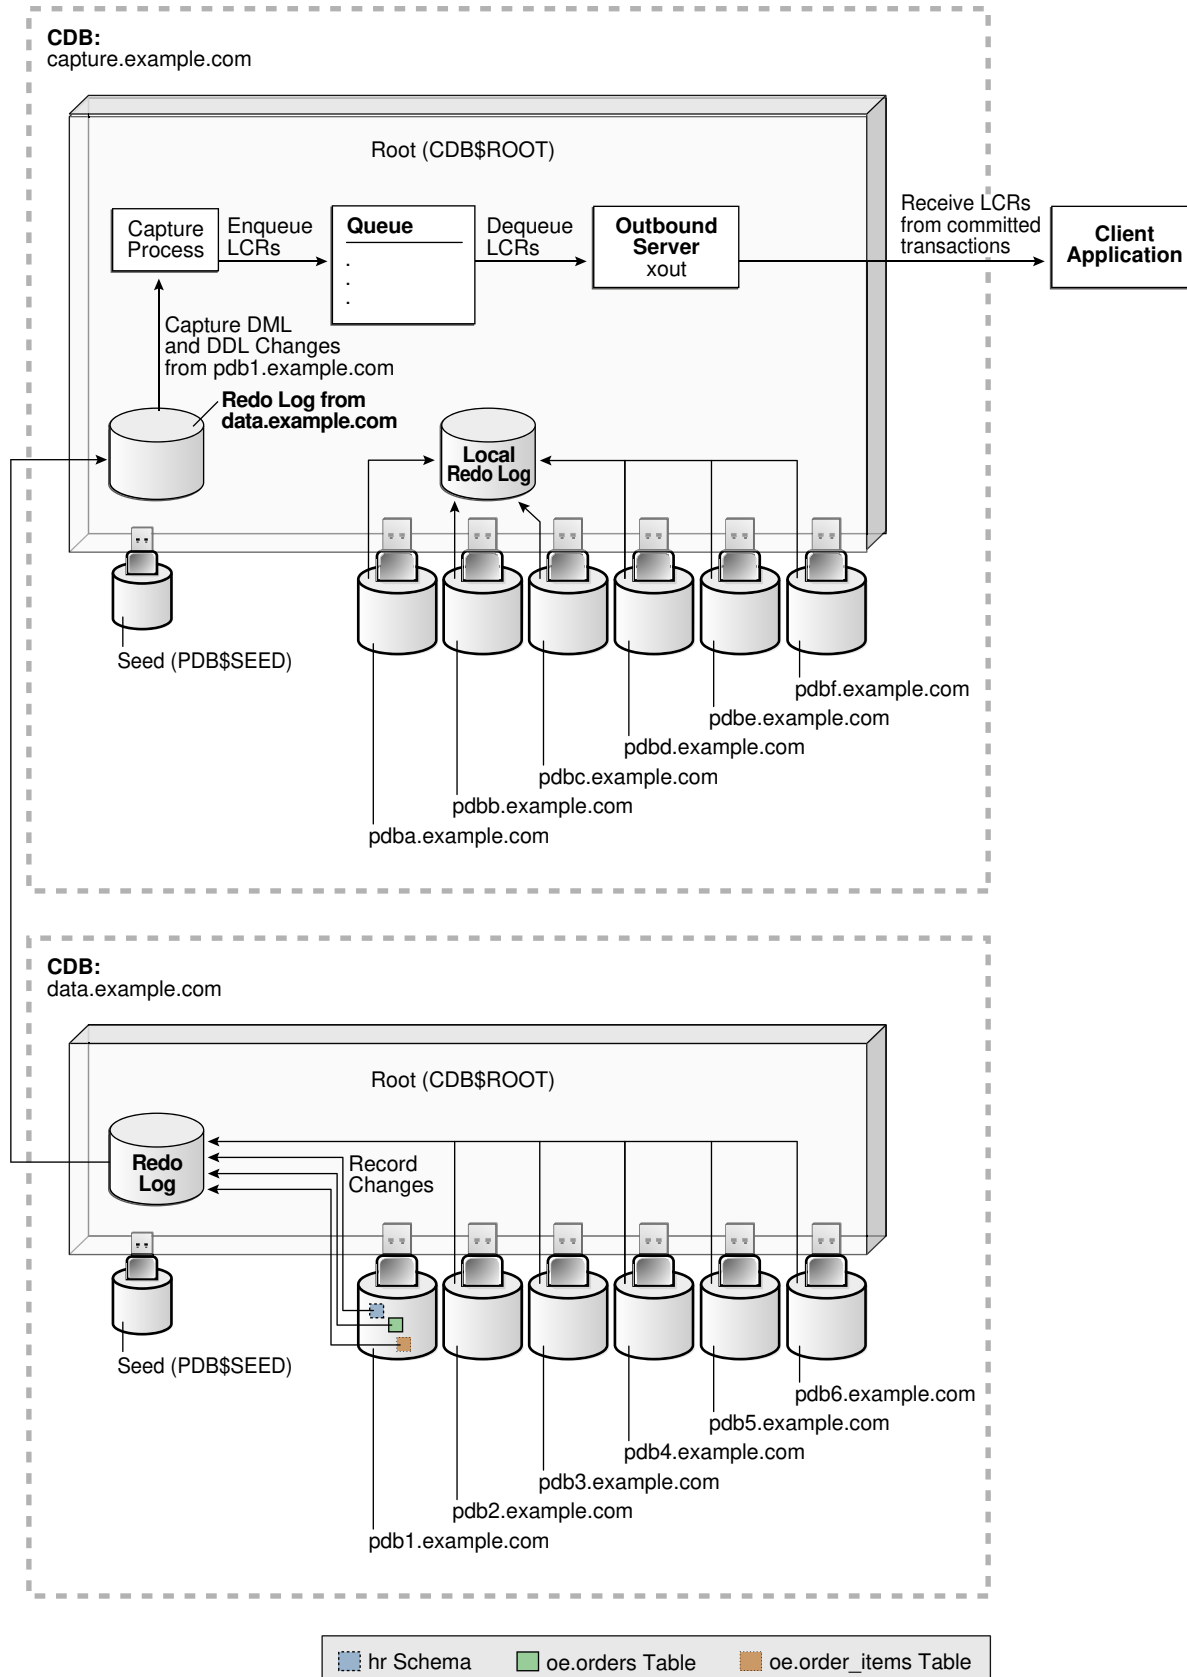 CDB:
capture.example.com
Root (CDB$ROOT)
Capture
Process
Enqueue
LCRs
Queue
.
.
.
Dequeue
LCRs
Outbound
Server
xout
Receive LCRs
from committed
transactions
Client
Application
Capture DML
and DDL Changes
from pdb1.example.com
Redo Log from
data.example.com
Local
Redo Log
Seed (PDB$SEED)
pdbf.example.com
pdbe.example.com
pdbd.example.com
pdbc.example.com
pdbb.example.com
pdba.example.com
CDB:
data.example.com
Root (CDB$ROOT)
Redo
Log
Record
Changes
Seed (PDB$SEED)
pdb6.example.com
pdb5.example.com
pdb4.example.com
pdb3.example.com
pdb2.example.com
pdb1.example.com
hr Schema
oe.orders Table
oe.order_items Table